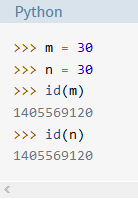 Python
>>> m = 30
>>> n = 30
>>> id(m)
1405569120
>>> id(n)
1405569120